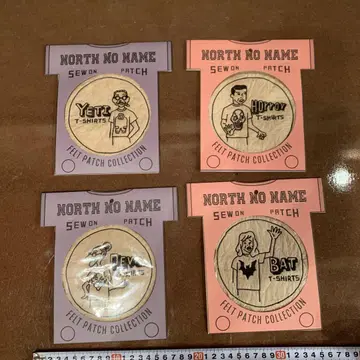 NORTH NO NAME
SEW ON PATCH
YETI
T-SHIRTS
FELT PATCH COLLECTION
NORTH NO NAME
SEW ON PATCH
HORROR
T-SHIRTS
FELT PATCH COLLECTION
NORTH NO NAME
SEW ON PATCH
FELT PATCH COLLECTION
NORTH NO NAME
SEW ON PATCH
BAT
T-SHIRTS
FELT PATCH COLLECTION